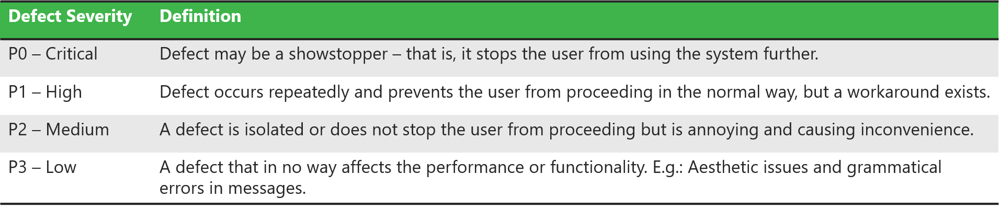 Defect Severity Definition
P0 – Critical Defect may be a showstopper – that is, it stops the user from using the system further.
P1 – High Defect occurs repeatedly and prevents the user from proceeding in the normal way, but a workaround exists.
P2 – Medium A defect is isolated or does not stop the user from proceeding but is annoying and causing inconvenience.
P3 – Low A defect that in no way affects the performance or functionality. E.g.: Aesthetic issues and grammatical
errors in messages.